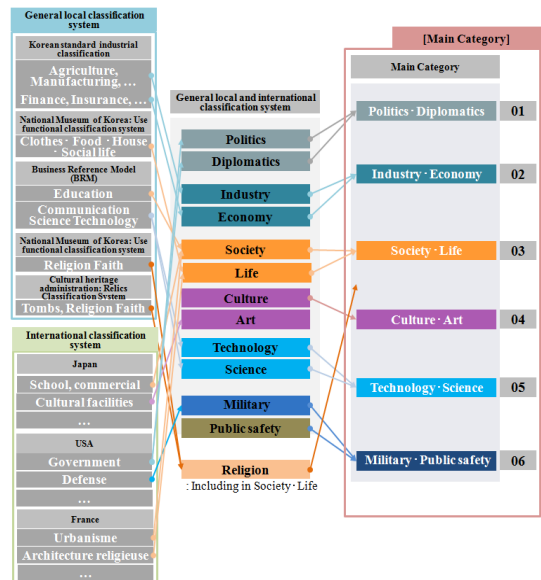 General local classification
system
Korean standard industrial
classification
Agriculture,
Manufacturing, …
Finance, Insurance, …
National Museum of Korea: Use
functional classification system
Clothes · Food · House
· Social life
Business Reference Model
(BRM)
Education
Communication
Science Technology
National Museum of Korea: Use
functional classification system
Religion Faith
Cultural heritage
administration: Relics
Classification System
Tombs, Religion Faith
International classification
system
Japan
School, commercial
Cultural facilities
…
USA
Government
Defense
…
France
Urbanisme
Architecture religieuse
…
General local and international
classification system
Politics
Diplomatics
Industry
Economy
Society
Life
Culture
Art
Technology
Science
Military
Public safety
Religion
: Including in Society · Life
[Main Category]
Main Category
Politics · Diplomatics 01
Industry · Economy 02
Society · Life 03
Culture · Art 04
Technology · Science 05
Military · Public safety 06